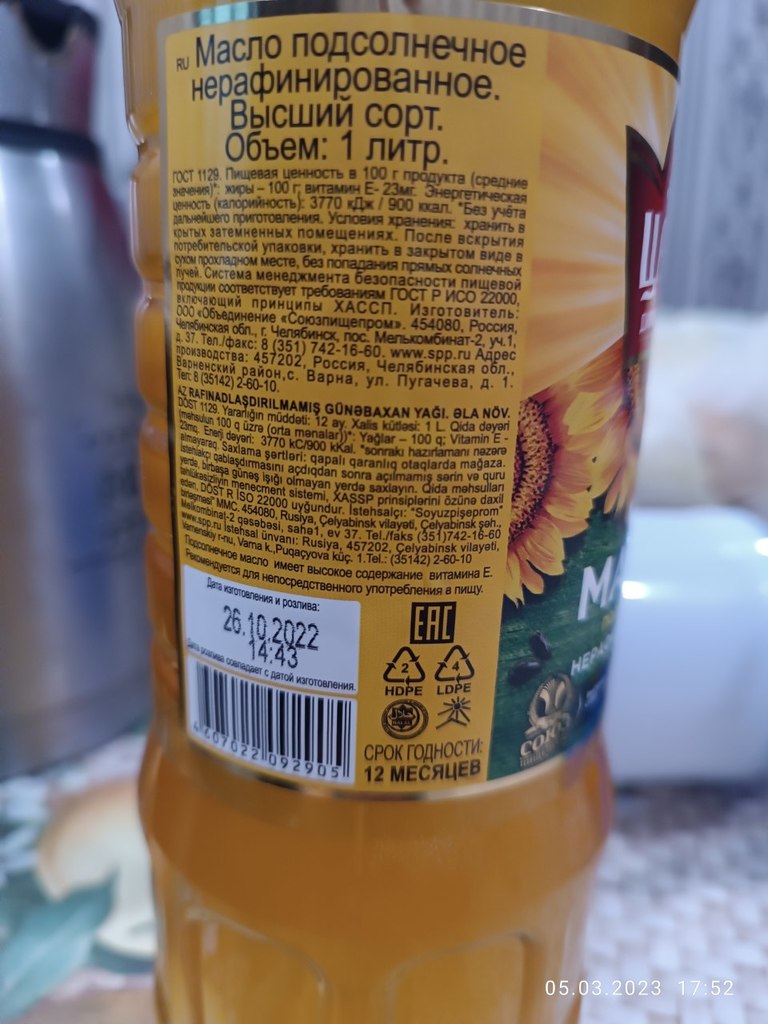 RU Масло подсолнечное
нерафинированное.
Высший сорт.
Объем: 1 литр.
ГОСТ 1129. Пищевая ценность в 100 г продукта (средние
значения)*: жиры – 100 г; витамин Е- 23мг. Энергетическая
ценность (калорийность): 3770 кДж / 900 ккал. *Без учёта
дальнейшего приготовления. Условия хранения: хранить в
крытых затемненных помещениях. После вскрытия
потребительской упаковки, хранить в закрытом виде в
сухом прохладном месте, без попадания прямых солнечных
лучей. Система менеджмента безопасности пищевой
продукции соответствует требованиям ГОСТ Р ИСО 22000,
включающий принципы ХАССП. Изготовитель:
ООО «Объединение «Союзпищепром». 454080, Россия,
Челябинская обл., г. Челябинск, пос. Мелькомбинат-2, уч.1,
д. 37. Тел./факс: 8 (351) 742-16-60. www.spp.ru Адрес
производства: 457202, Россия, Челябинская обл.,
Варненский район,с. Варна, ул. Пугачева, д. 1.
Тел: 8 (35142) 2-60-10.
AZ RAFINADLAŞDIRILMAMIŞ GÜNƏBAXAN YAĞI. ƏLA NÖV.
DÖST 1129. Yararlığın müddəti: 12 ay. Xalis kütləsi: 1 L. Qida dəyəri
(məhsulun 100 q üzrə (orta mənalar))*: Yağlar – 100 q; Vitamin E -
23mq. Enerji dəyəri: 3770 kC/900 kKal. *sonrakı hazırlamanı nəzərə
almayaraq. Saxlama şərtləri: qapalı qaranlıq otaqlarda mağaza.
İstehlakçı qablaşdırmasını açdıqdan sonra açılmamış sərin və quru
yerdə, birbaşa günəş işığı olmayan yerdə saxlayın. Qida məhsulları
təhlükəsizliyin menecment sistemi, XASSP prinsiplərini özünə daxil
edən. DÖST R İSO 22000 uyğundur. İstehsalçı: "Soyuzpişeprom"
birləşməsi" MMC. 454080, Rusiya, Çelyabinsk vilayəti, Çelyabinsk şəh.,
Melkombinat-2 qəsəbəsi, sahə1, ev 37. Tel./faks (351)742-16-60
www.spp.ru İstehsal ünvanı: Rusiya, 457202, Çelyabinsk vilayəti,
Varnenskiy r-nu, Varna k.,Puqaçyova küç. 1.Tel.: (35142) 2-60-10
Подсолнечное масло имеет высокое содержание витамина Е.
Рекомендуется для непосредственного употребления в пищу.
Дата изготовления и розлива:
26.10.2022
14:43
Дата розлива совпадает с датой изготовления.
4607022092905
EAC
2
4
HDPE
LDPE
HALAL
СРОК ГОДНОСТИ:
12 МЕСЯЦЕВ
Щ
МА
НЕРА
СОЮЗ
05.03.2023 17:52